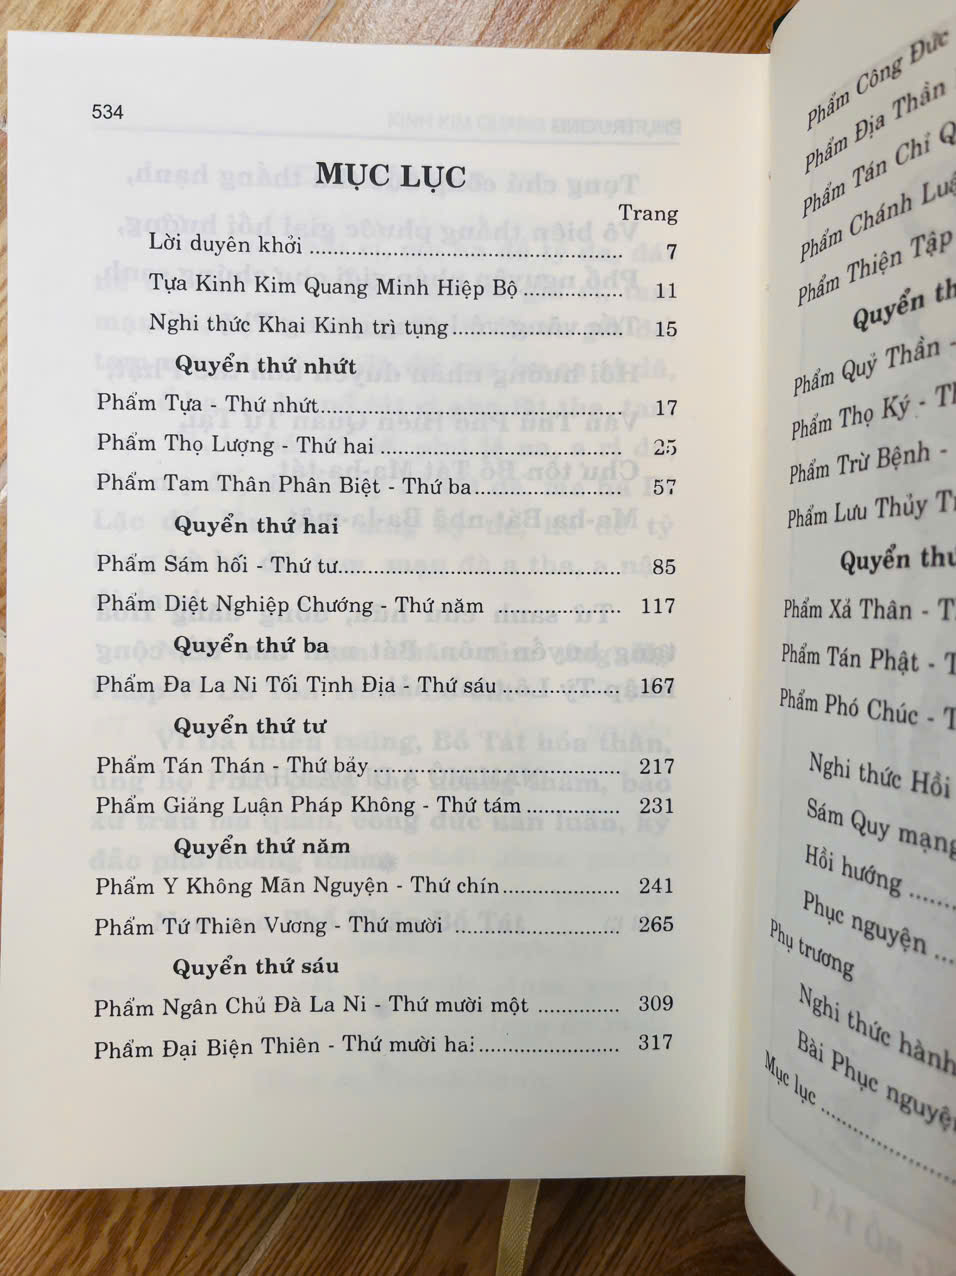 534
MỤC LỤC
Trang
Lời duyên khởi ........ 7
Tựa Kinh Kim Quang Minh Hiệp Bộ ........ 11
Nghi thức Khai Kinh trì tụng ........ 15
Quyển thứ nhứt
Phẩm Tựa - Thứ nhứt ........ 17
Phẩm Thọ Lượng - Thứ hai ........ 25
Phẩm Tam Thân Phân Biệt - Thứ ba ........ 57
Quyển thứ hai
Phẩm Sám hối - Thứ tư ........ 85
Phẩm Diệt Nghiệp Chướng - Thứ năm ........ 117
Quyển thứ ba
Phẩm Đa La Ni Tối Tịnh Địa - Thứ sáu ........ 167
Quyển thứ tư
Phẩm Tán Thán - Thứ bảy ........ 217
Phẩm Giảng Luận Pháp Không - Thứ tám ........ 231
Quyển thứ năm
Phẩm Y Không Mãn Nguyện - Thứ chín ........ 241
Phẩm Tứ Thiên Vương - Thứ mười ........ 265
Quyển thứ sáu
Phẩm Ngân Chủ Đà La Ni - Thứ mười một ........ 309
Phẩm Đại Biện Thiên - Thứ mười hai ........ 317
Phẩm Công Đức
Phẩm Địa Thần
Phẩm Tán Chỉ
Phẩm Chánh
Phẩm Thiện Tập
Quyển
Phẩm Quỷ Thần -
Phẩm Thọ Ký -
Phẩm Trừ Bệnh -
Phẩm Lưu Thủy
Quyển
Phẩm Xả Thân -
Phẩm Tán Phật -
Phẩm Phó Chúc -
Nghi thức Hồi
Sám Quy mạng
Hồi hướng ........
Phục nguyện ...
Phụ trương
Nghi thức hành
Bài Phục nguyện
Mục lục ........